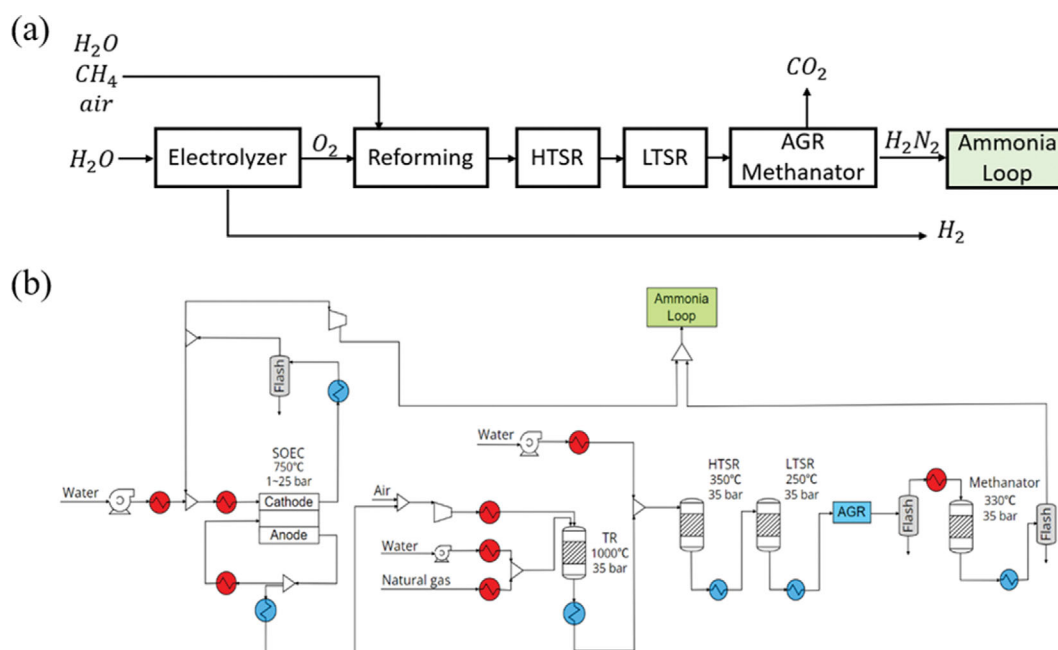 (a)
H₂O
CH₄
air
H₂O
Electrolyzer
O₂
Reforming
HTSR
LTSR
CO₂
AGR
Methanator
H₂N₂
Ammonia
Loop
H₂
(b)
Ammonia
Loop
Flash
SOEC
750℃
1~25 bar
Water
Cathode
Anode
Water
Air
Water
Natural gas
TR
1000℃
35 bar
HTSR
350℃
35 bar
LTSR
250℃
35 bar
AGR
Flash
Methanator
330℃
35 bar
Flash